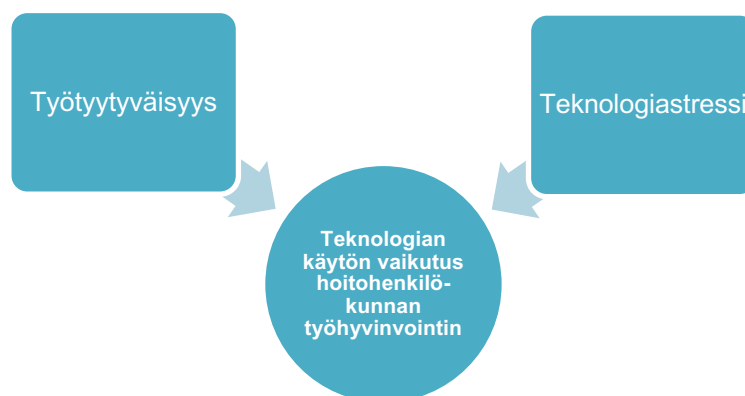 Työtyytyväisyys
Teknologiastressi
Teknologian
käytön vaikutus
hoitohenkilö-
kunnan
työhyvinvointin